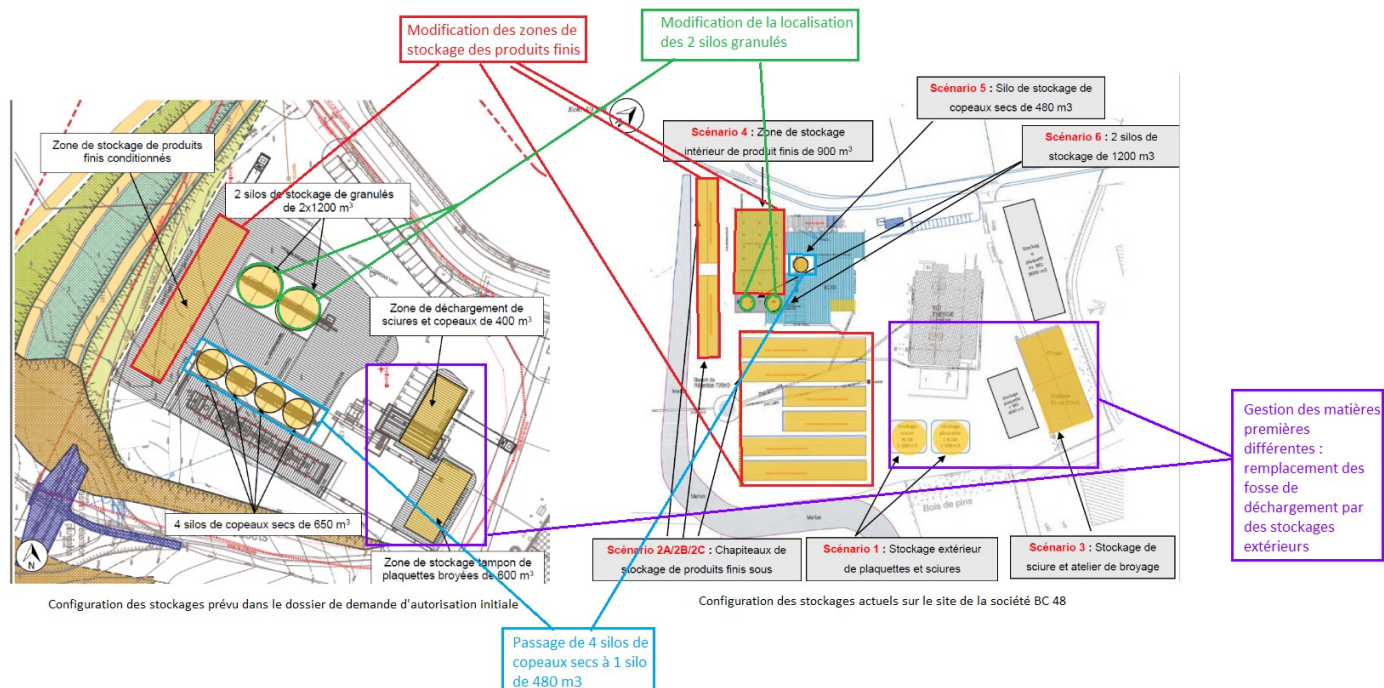 Modification des zones de
stockage des produits finis
Modification de la localisation
des 2 silos granulés
Zone de stockage de produits
finis conditionnés
2 silos de stockage de granulés
de 2x1200 m³
Zone de déchargement de
sciures et copeaux de 400 m³
4 silos de copeaux secs de 650 m³
Zone de stockage tampon de
plaquettes broyées de 600 m³
N
Configuration des stockages prévu dans le dossier de demande d'autorisation initiale
Scénario 4 : Zone de stockage
intérieur de produit finis de 900 m³
Scénario 5 : Silo de stockage de
copeaux secs de 480 m3
Scénario 6 : 2 silos de
stockage de 1200 m3
Merlon
Merlon
Bois de pins
Scénario 2A/2B/2C : Chapiteaux de
stockage de produits finis sous
Scénario 1 : Stockage extérieur
de plaquettes et sciures
Scénario 3 : Stockage de
sciure et atelier de broyage
Configuration des stockages actuels sur le site de la société BC 48
Gestion des matières
premières
différentes :
remplacement des
fosse de
déchargement par
des stockages
extérieurs
Passage de 4 silos de
copeaux secs à 1 silo
de 480 m3